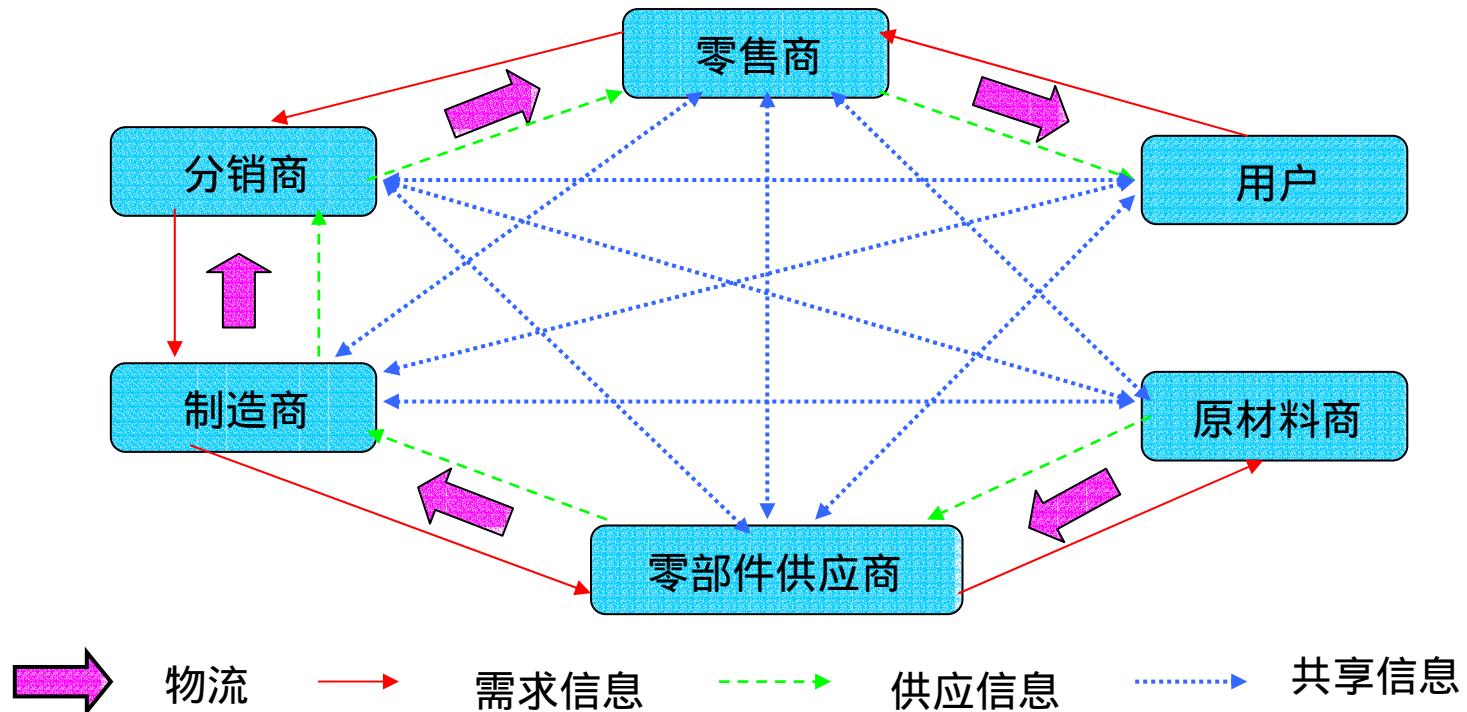 零售商
分销商
用户
制造商
原材料商
零部件供应商
物流
需求信息
供应信息
共享信息